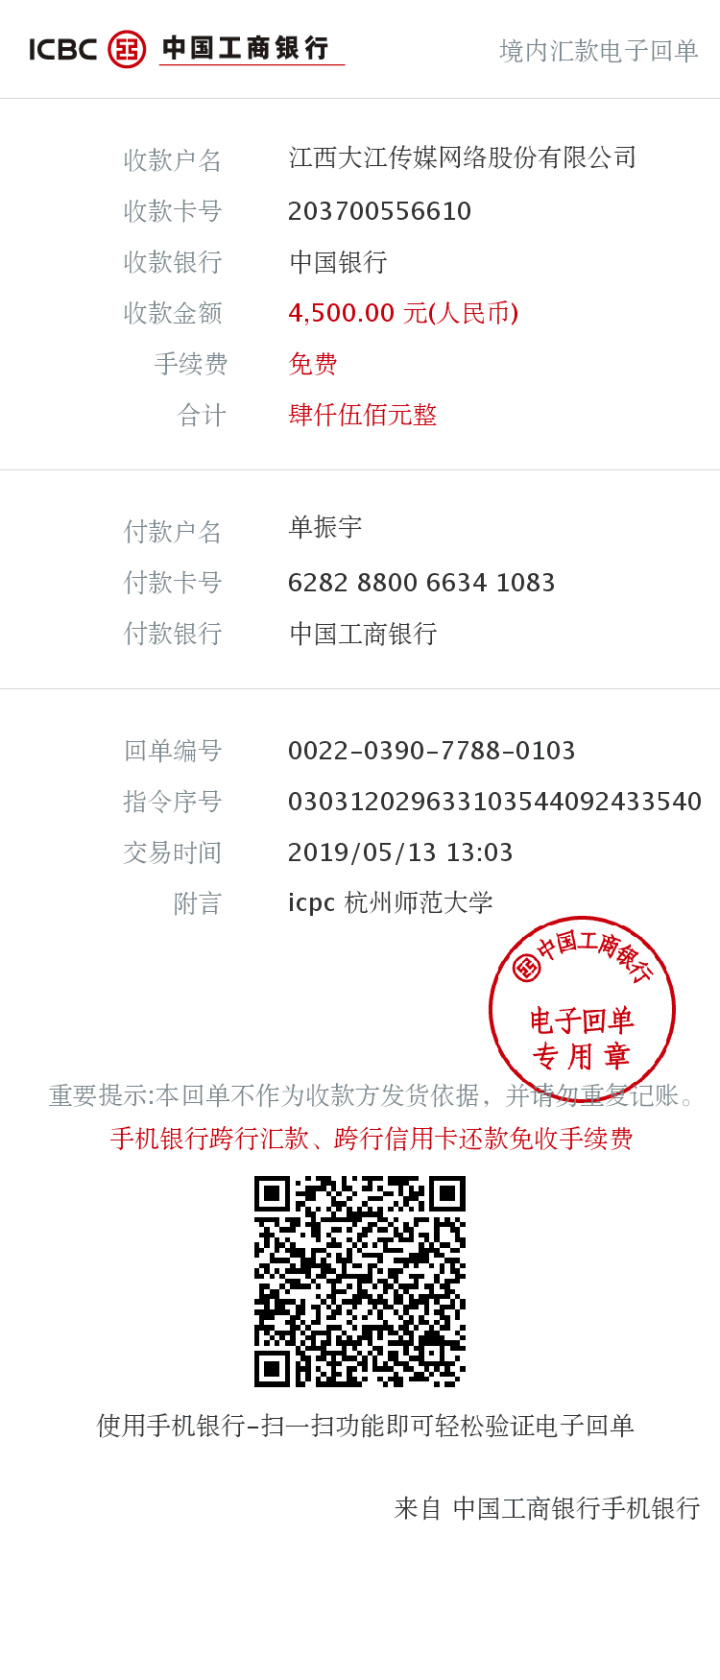 ICBC 中国工商银行 境内汇款电子回单
收款户名 江西大江传媒网络股份有限公司
收款卡号 203700556610
收款银行 中国银行
收款金额 4,500.00 元(人民币)
手续费 免费
合计 肆仟伍佰元整
付款户名 单振宇
付款卡号 6282 8800 6634 1083
付款银行 中国工商银行
回单编号 0022-0390-7788-0103
指令序号 030312029633103544092433540
交易时间 2019/05/13 13:03
附言 icpc 杭州师范大学
中国工商银行
电子回单
专用章
重要提示:本回单不作为收款方发货依据，并请勿重复记账。
手机银行跨行汇款、跨行信用卡还款免收手续费
使用手机银行-扫一扫功能即可轻松验证电子回单
来自 中国工商银行手机银行